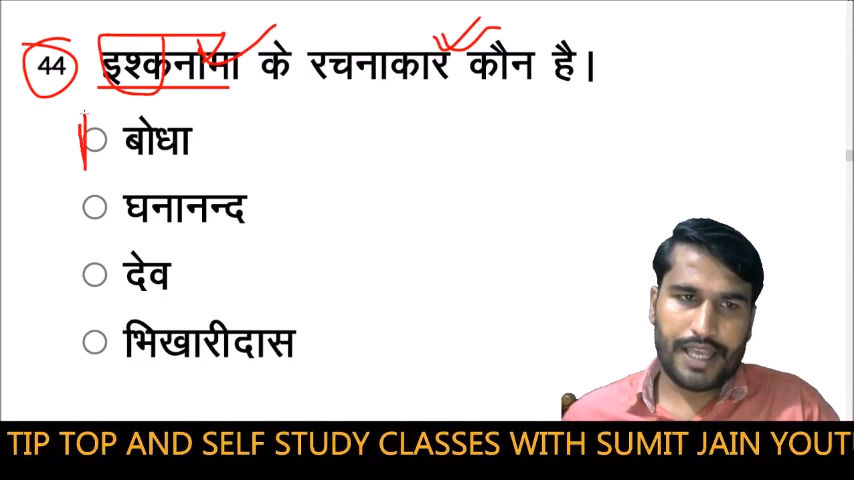 44 इश्कनामा के रचनाकार कौन है।
बोधा
घनानन्द
देव
भिखारीदास
TIP TOP AND SELF STUDY CLASSES WITH SUMIT JAIN YOUT